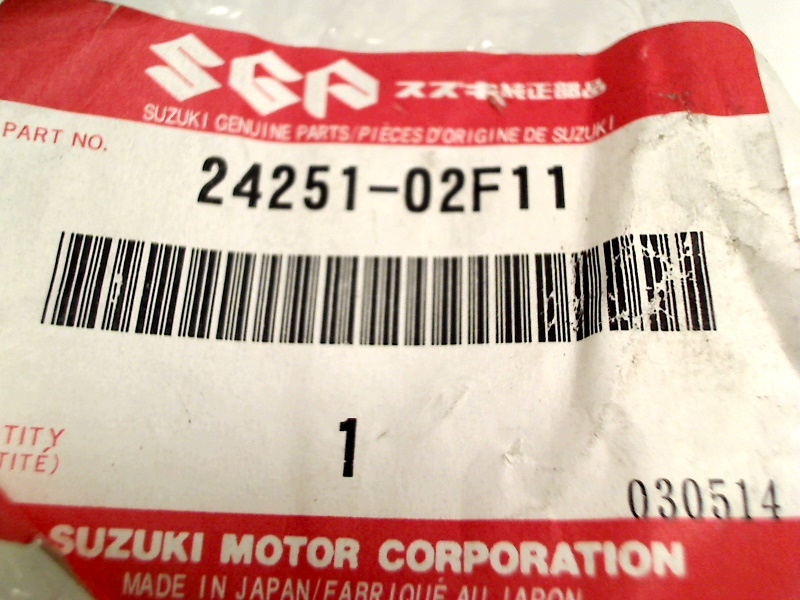 SGP スズキ純正部品
SUZUKI GENUINE PARTS/PIÈCES D'ORIGINE DE SUZUKI
PART NO.
24251-02F11
TITY
TITÉ)
1
030514
SUZUKI MOTOR CORPORATION
MADE IN JAPAN/FABRIQUÉ AU JAPON